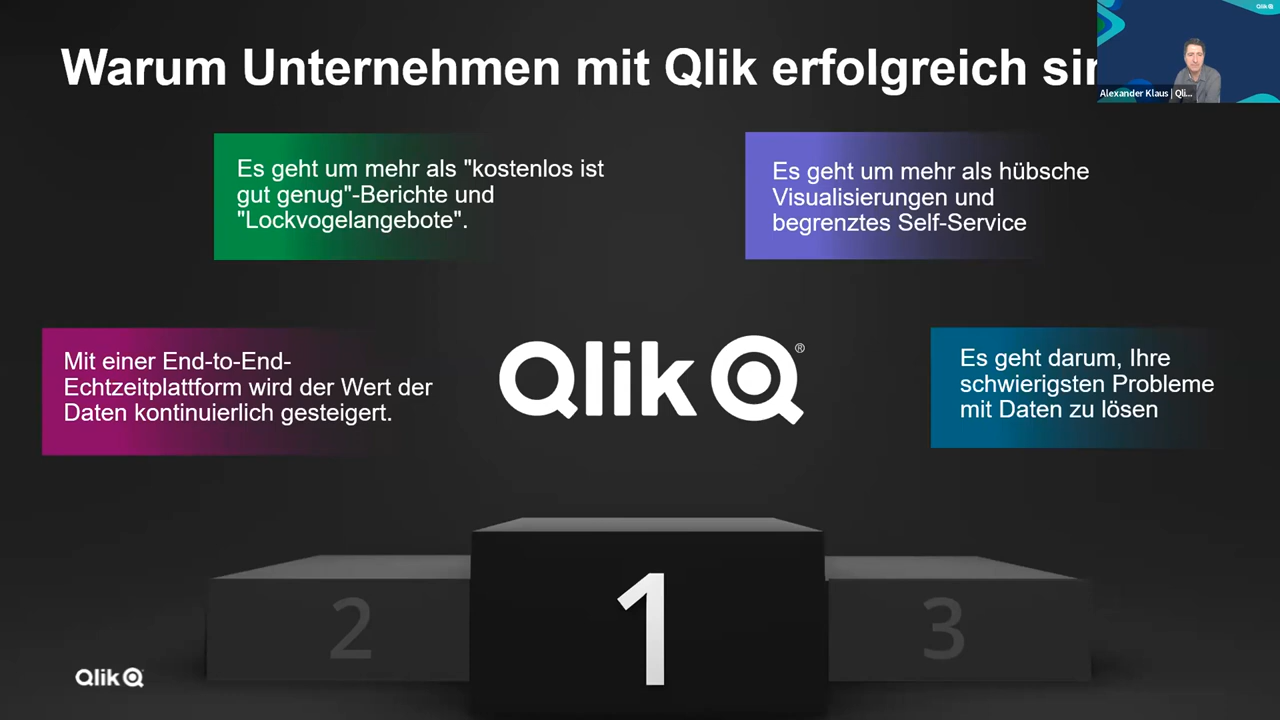 Warum Unternehmen mit Qlik erfolgreich sin
Qlik
Alexander Klaus | Qli...
Es geht um mehr als "kostenlos ist
gut genug"-Berichte und
"Lockvogelangebote".
Es geht um mehr als hübsche
Visualisierungen und
begrenztes Self-Service
Mit einer End-to-End-
Echtzeitplattform wird der Wert der
Daten kontinuierlich gesteigert.
Qlik ®
Es geht darum, Ihre
schwierigsten Probleme
mit Daten zu lösen
2
1
3
Qlik